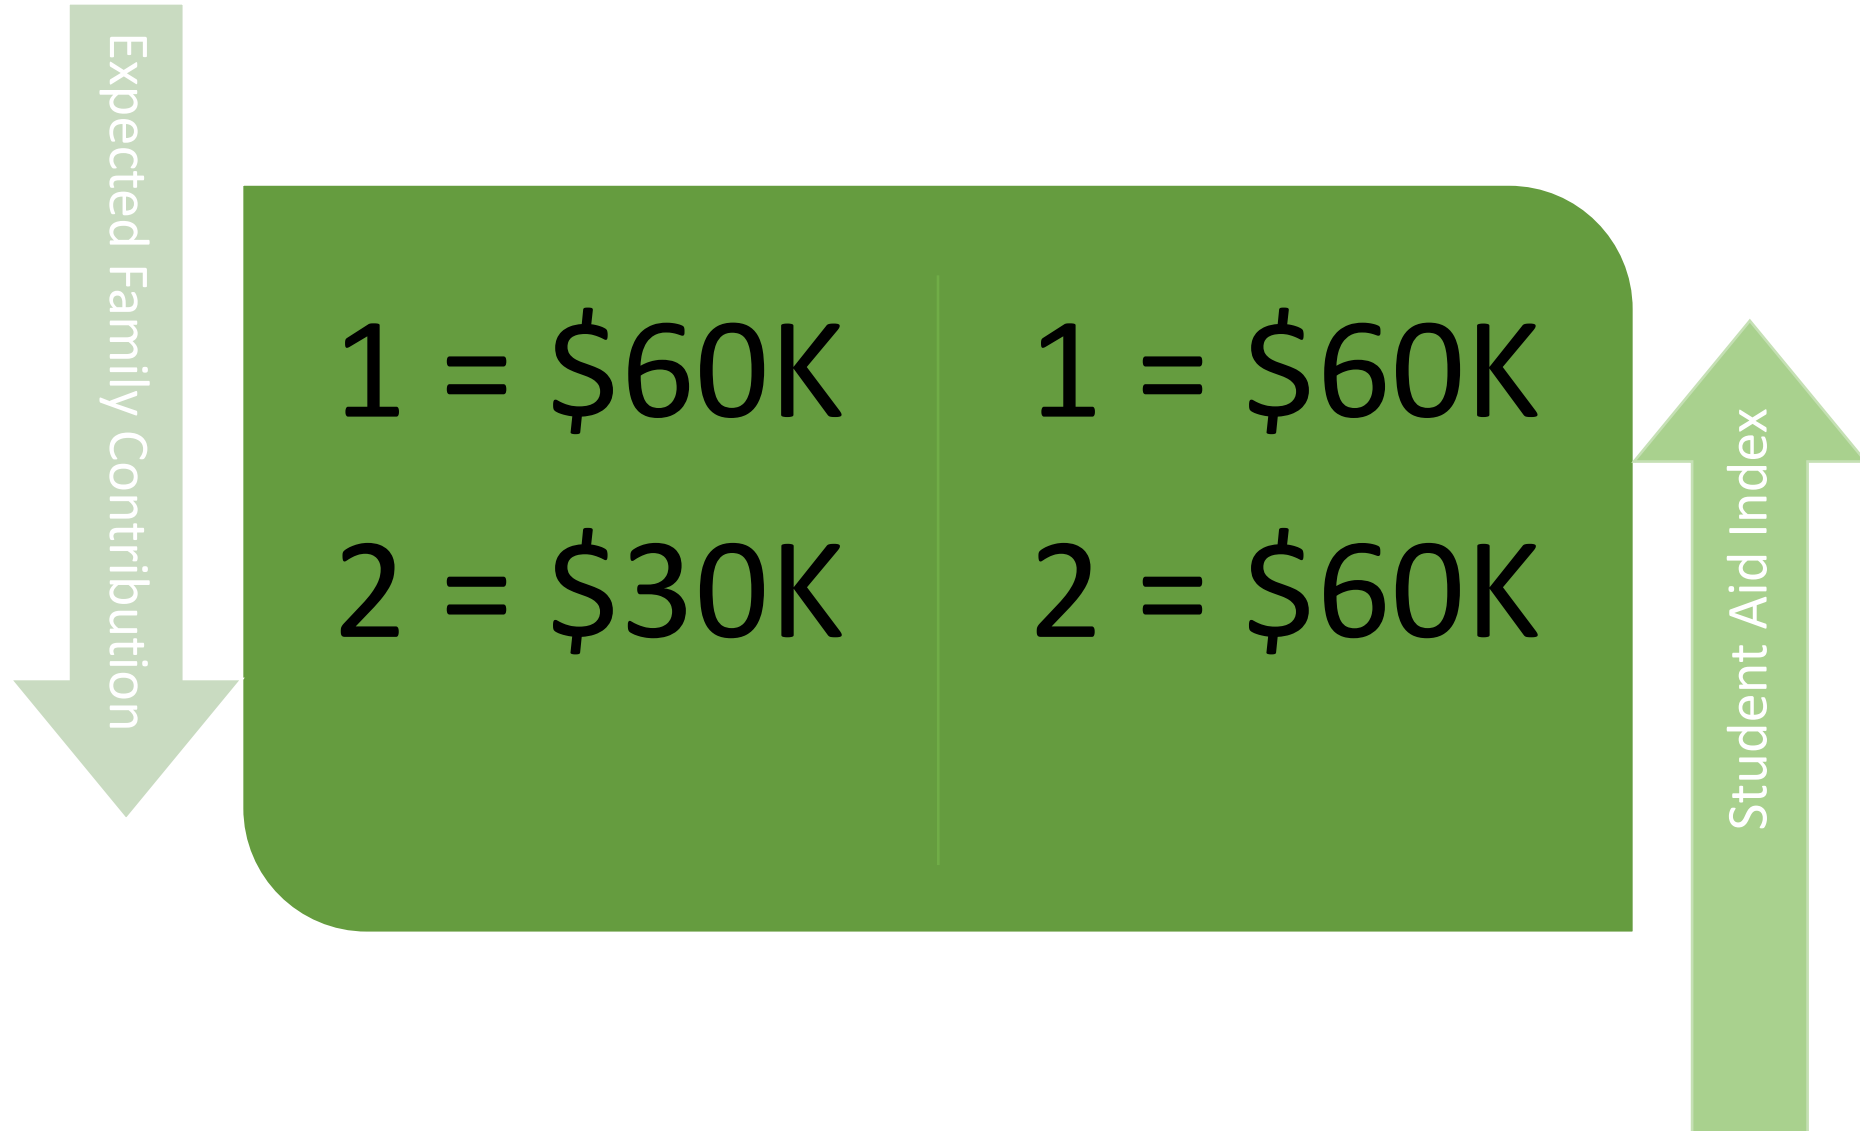 Expected Family Contribution
1 = $60K
2 = $30K
1 = $60K
2 = $60K
Student Aid Index